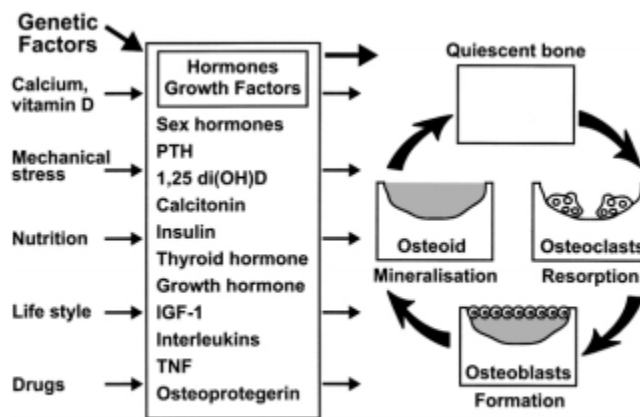 Genetic
Factors
Calcium,
vitamin D
Mechanical
stress
Nutrition
Life style
Drugs
Hormones
Growth Factors
Sex hormones
PTH
1,25 di(OH)D
Calcitonin
Insulin
Thyroid hormone
Growth hormone
IGF-1
Interleukins
TNF
Osteoprotegerin
Quiescent bone
Osteoid
Mineralisation
Osteoclasts
Resorption
Osteoblasts
Formation